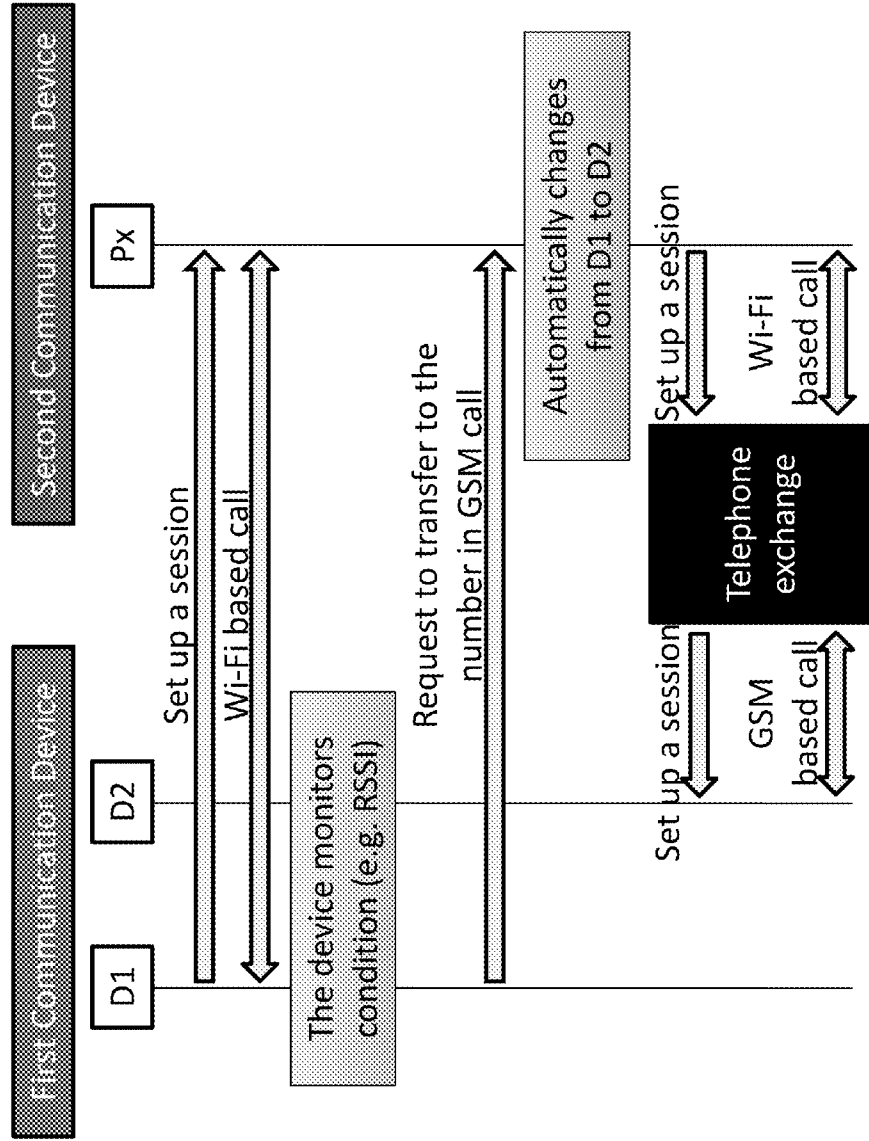 First Communication Device
Second Communication Device
D1
D2
Px
Set up a session
Wi-Fi based call
The device monitors
condition (e.g. RSSI)
Request to transfer to the
number in GSM call
Automatically changes
from D1 to D2
Set up a session
Telephone
exchange
Set up a session
GSM
based call
Wi-Fi
based call